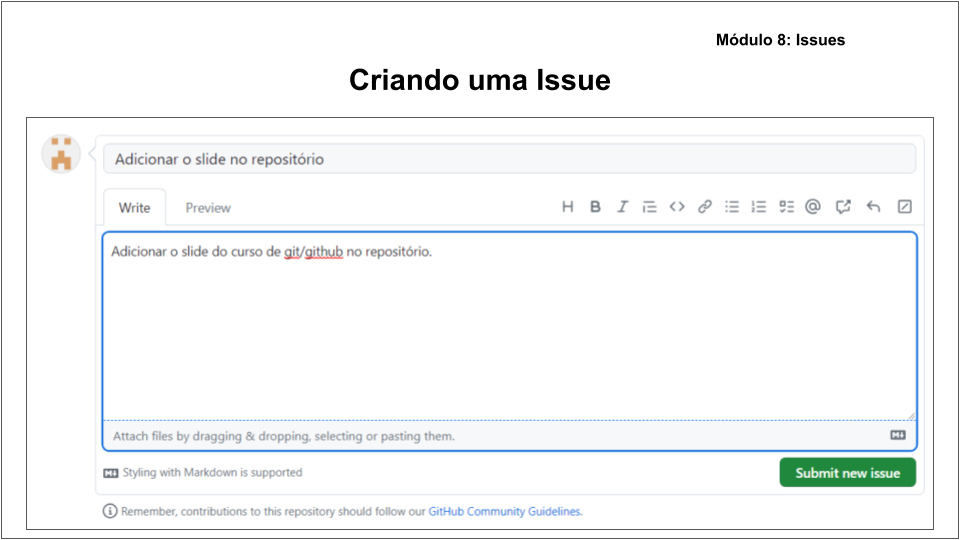 Módulo 8: Issues
Criando uma Issue
Adicionar o slide no repositório
Write Preview
Adicionar o slide do curso de git/github no repositório.
Attach files by dragging & dropping, selecting or pasting them.
Styling with Markdown is supported
Submit new issue
Remember, contributions to this repository should follow our GitHub Community Guidelines.